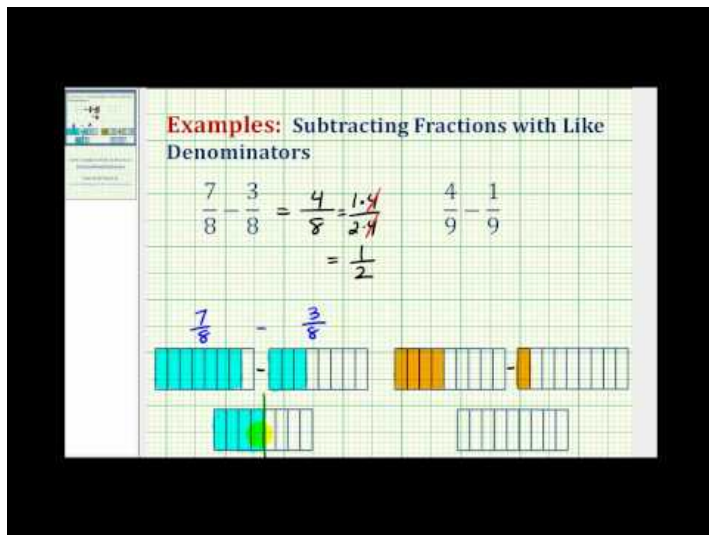 Examples: Subtracting Fractions with Like
Denominators
7/8 − 3/8 = 4/8 = 1·4/2·4
= 1/2
4/9 − 1/9
7/8 - 3/8
- -